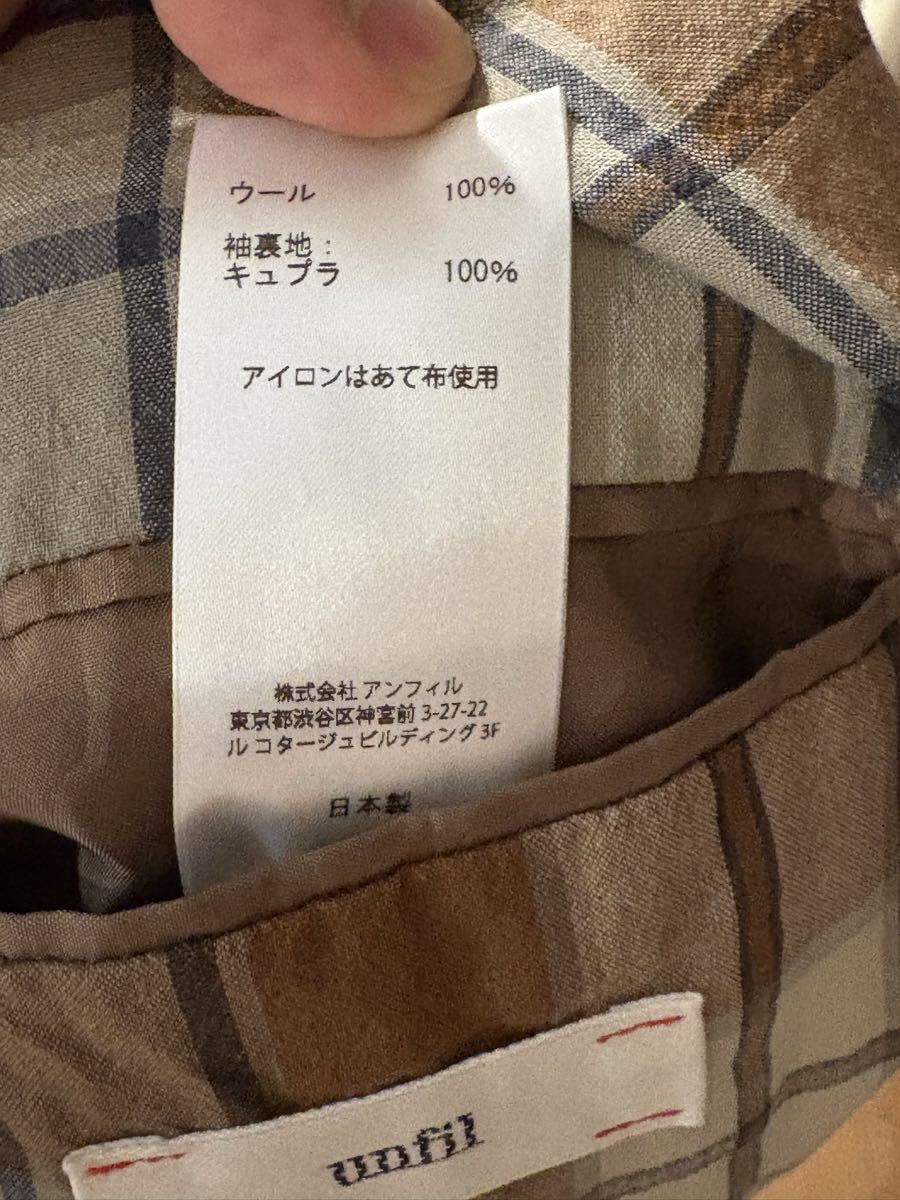 ウール 100%
袖裏地：
キュプラ 100%
アイロンはあて布使用
株式会社 アンフィル
東京都渋谷区神宮前 3-27-22
ル コタージュビルディング 3F
日本製
unfil